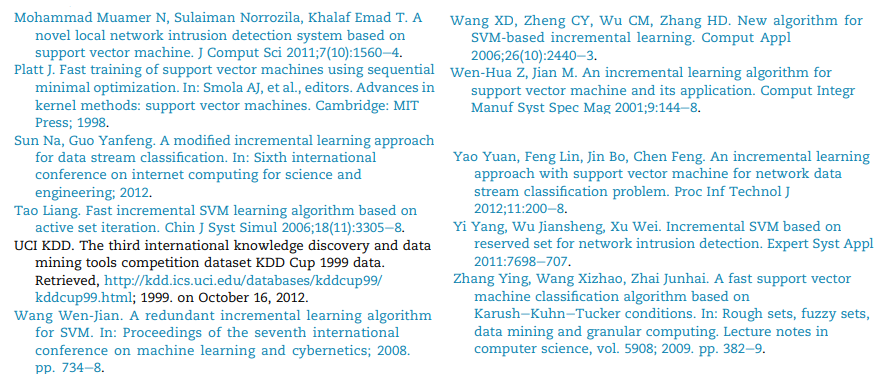 Mohammad Muamer N, Sulaiman Norrozila, Khalaf Emad T. A
novel local network intrusion detection system based on
support vector machine. J Comput Sci 2011;7(10):1560–4.
Platt J. Fast training of support vector machines using sequential
minimal optimization. In: Smola AJ, et al., editors. Advances in
kernel methods: support vector machines. Cambridge: MIT
Press; 1998.
Sun Na, Guo Yanfeng. A modified incremental learning approach
for data stream classification. In: Sixth international
conference on internet computing for science and
engineering; 2012.
Tao Liang. Fast incremental SVM learning algorithm based on
active set iteration. Chin J Syst Simul 2006;18(11):3305–8.
UCI KDD. The third international knowledge discovery and data
mining tools competition dataset KDD Cup 1999 data.
Retrieved, http://kdd.ics.uci.edu/databases/kddcup99/
kddcup99.html; 1999. on October 16, 2012.
Wang Wen-Jian. A redundant incremental learning algorithm
for SVM. In: Proceedings of the seventh international
conference on machine learning and cybernetics; 2008.
pp. 734–8.
Wang XD, Zheng CY, Wu CM, Zhang HD. New algorithm for
SVM-based incremental learning. Comput Appl
2006;26(10):2440–3.
Wen-Hua Z, Jian M. An incremental learning algorithm for
support vector machine and its application. Comput Integr
Manuf Syst Spec Mag 2001;9:144–8.
Yao Yuan, Feng Lin, Jin Bo, Chen Feng. An incremental learning
approach with support vector machine for network data
stream classification problem. Proc Inf Technol J
2012;11:200–8.
Yi Yang, Wu Jiansheng, Xu Wei. Incremental SVM based on
reserved set for network intrusion detection. Expert Syst Appl
2011:7698–707.
Zhang Ying, Wang Xizhao, Zhai Junhai. A fast support vector
machine classification algorithm based on
Karush–Kuhn–Tucker conditions. In: Rough sets, fuzzy sets,
data mining and granular computing. Lecture notes in
computer science, vol. 5908; 2009. pp. 382–9.